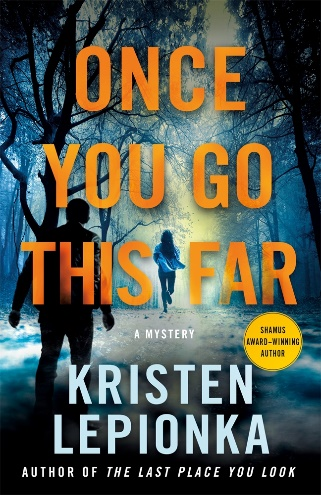 ONCE
YOU GO
THIS FAR
A MYSTERY
SHAMUS
AWARD–WINNING
AUTHOR
KRISTEN
LEPIONKA
AUTHOR OF THE LAST PLACE YOU LOOK